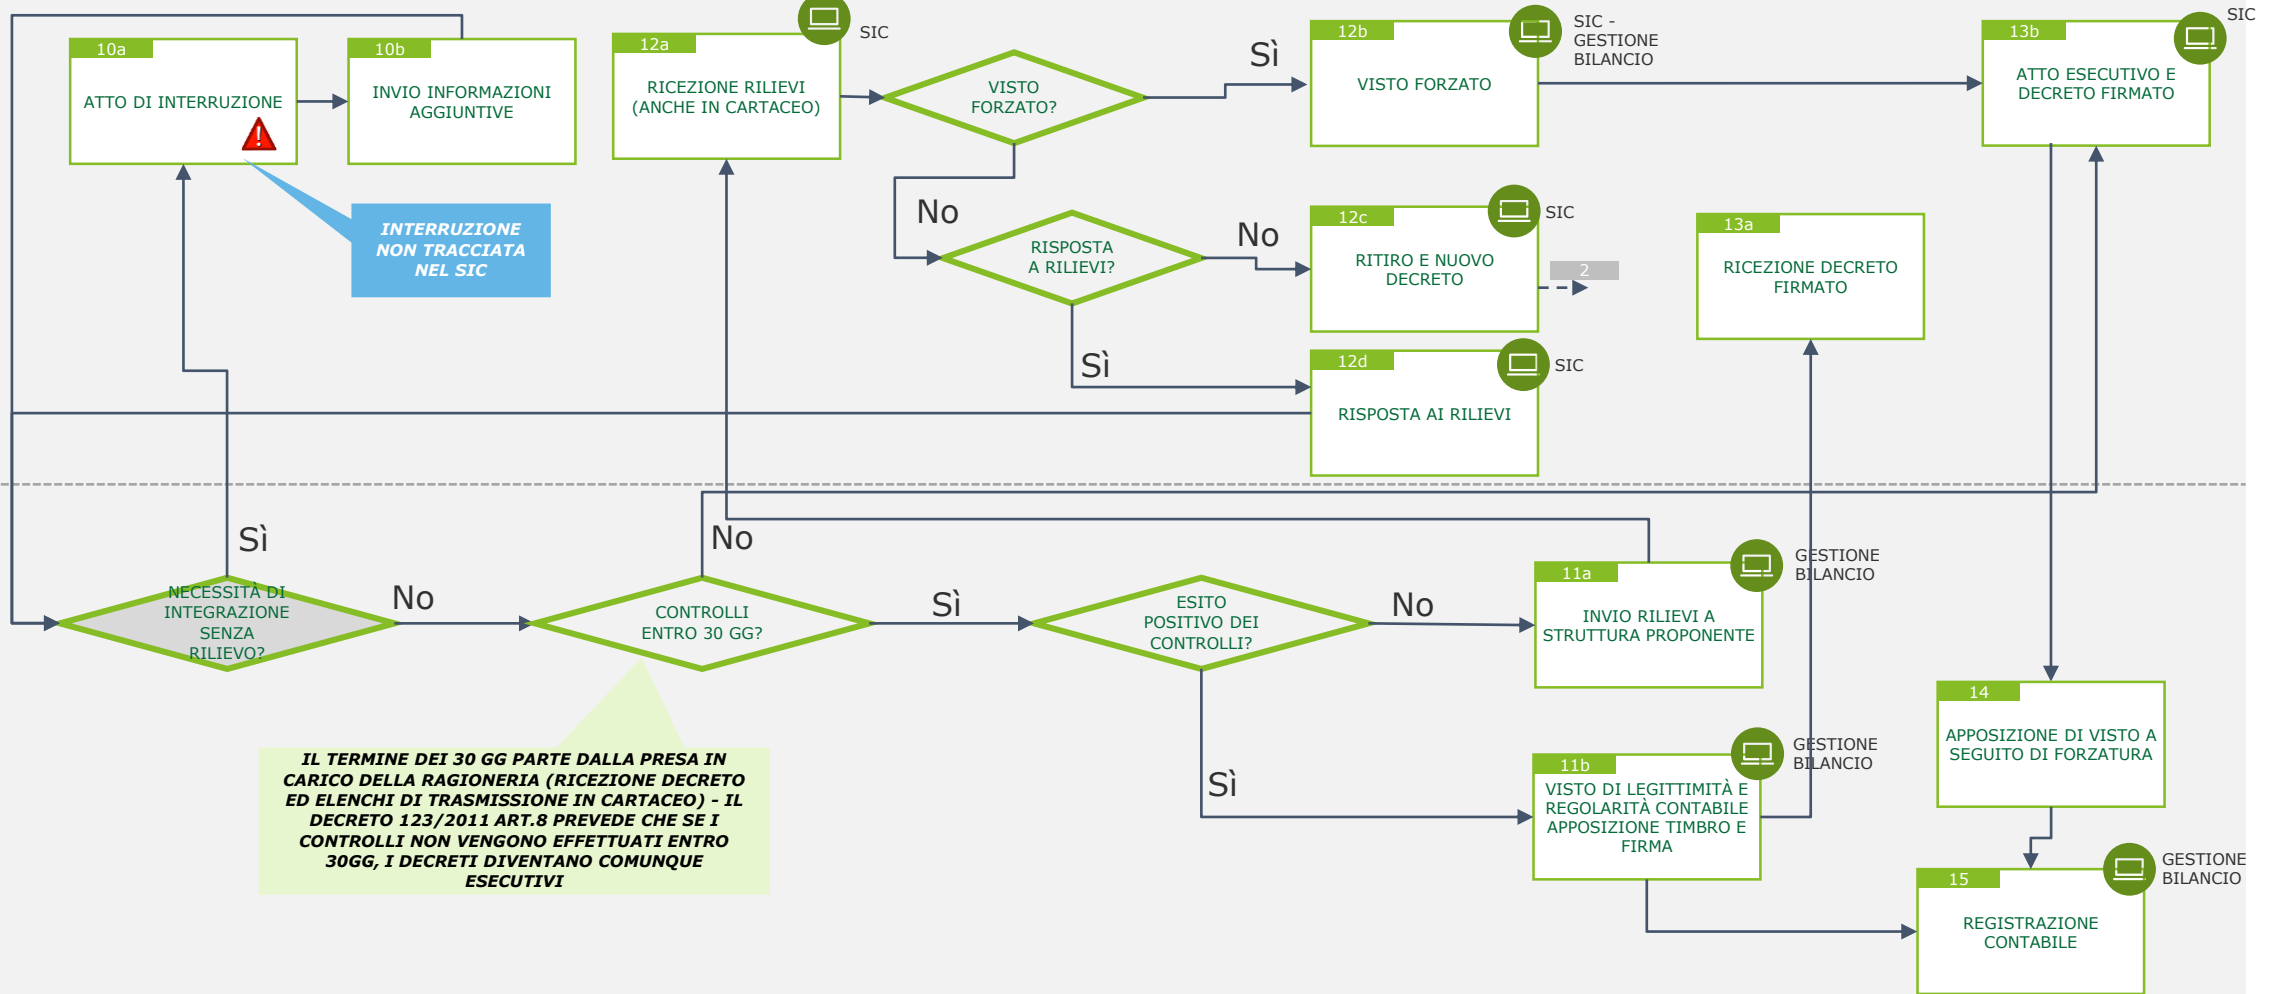 10a
ATTO DI INTERRUZIONE
10b
INVIO INFORMAZIONI
AGGIUNTIVE
INTERRUZIONE
NON TRACCIATA
NEL SIC
12a
SIC
RICEZIONE RILIEVI
(ANCHE IN CARTACEO)
VISTO
FORZATO?
Sì
No
12b
SIC -
GESTIONE
BILANCIO
VISTO FORZATO
13b
SIC
ATTO ESECUTIVO E
DECRETO FIRMATO
RISPOSTA
A RILIEVI?
No
Sì
12c
SIC
RITIRO E NUOVO
DECRETO
2
13a
RICEZIONE DECRETO
FIRMATO
12d
SIC
RISPOSTA AI RILIEVI
Sì
NECESSITÀ DI
INTEGRAZIONE
SENZA
RILIEVO?
No
No
CONTROLLI
ENTRO 30 GG?
Sì
ESITO
POSITIVO DEI
CONTROLLI?
No
Sì
11a
GESTIONE
BILANCIO
INVIO RILIEVI A
STRUTTURA PROPONENTE
IL TERMINE DEI 30 GG PARTE DALLA PRESA IN
CARICO DELLA RAGIONERIA (RICEZIONE DECRETO
ED ELENCHI DI TRASMISSIONE IN CARTACEO) - IL
DECRETO 123/2011 ART.8 PREVEDE CHE SE I
CONTROLLI NON VENGONO EFFETTUATI ENTRO
30GG, I DECRETI DIVENTANO COMUNQUE
ESECUTIVI
11b
GESTIONE
BILANCIO
VISTO DI LEGITTIMITÀ E
REGOLARITÀ CONTABILE
APPOSIZIONE TIMBRO E
FIRMA
14
APPOSIZIONE DI VISTO A
SEGUITO DI FORZATURA
15
GESTIONE
BILANCIO
REGISTRAZIONE
CONTABILE